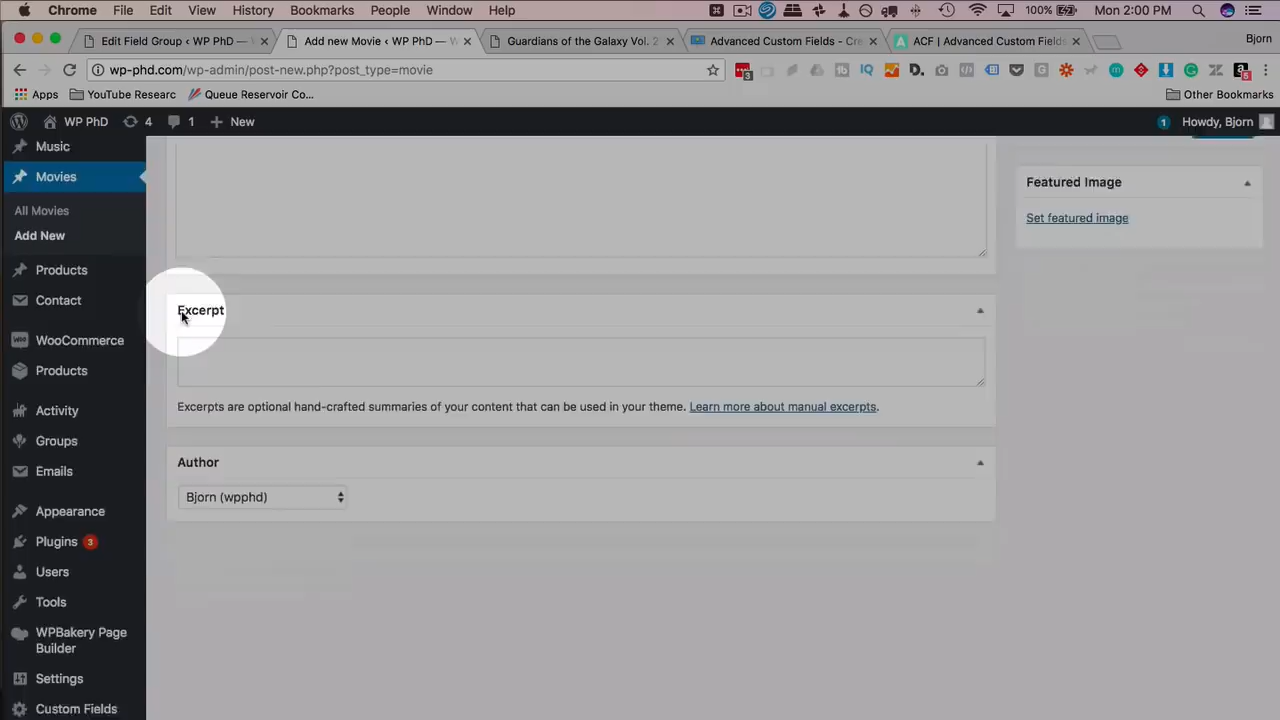 Chrome File Edit View History Bookmarks People Window Help 100% Mon 2:00 PM
Edit Field Group ‹ WP PhD — Add new Movie ‹ WP PhD — W Guardians of the Galaxy Vol. 2 Advanced Custom Fields - Cre ACF | Advanced Custom Fields Bjorn
wp-phd.com/wp-admin/post-new.php?post_type=movie
Apps YouTube Researc Queue Reservoir Co... Other Bookmarks
WP PhD 4 1 New 1 Howdy, Bjorn
Music
Movies
All Movies
Add New
Products
Contact
WooCommerce
Products
Activity
Groups
Emails
Appearance
Plugins 3
Users
Tools
WPBakery Page
Builder
Settings
Custom Fields
Excerpt
Excerpts are optional hand-crafted summaries of your content that can be used in your theme. Learn more about manual excerpts.
Author
Bjorn (wpphd)
Featured Image
Set featured image